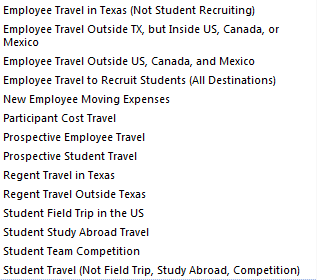 Employee Travel in Texas (Not Student Recruiting)
Employee Travel Outside TX, but Inside US, Canada, or
Mexico
Employee Travel Outside US, Canada, and Mexico
Employee Travel to Recruit Students (All Destinations)
New Employee Moving Expenses
Participant Cost Travel
Prospective Employee Travel
Prospective Student Travel
Regent Travel in Texas
Regent Travel Outside Texas
Student Field Trip in the US
Student Study Abroad Travel
Student Team Competition
Student Travel (Not Field Trip, Study Abroad, Competition)